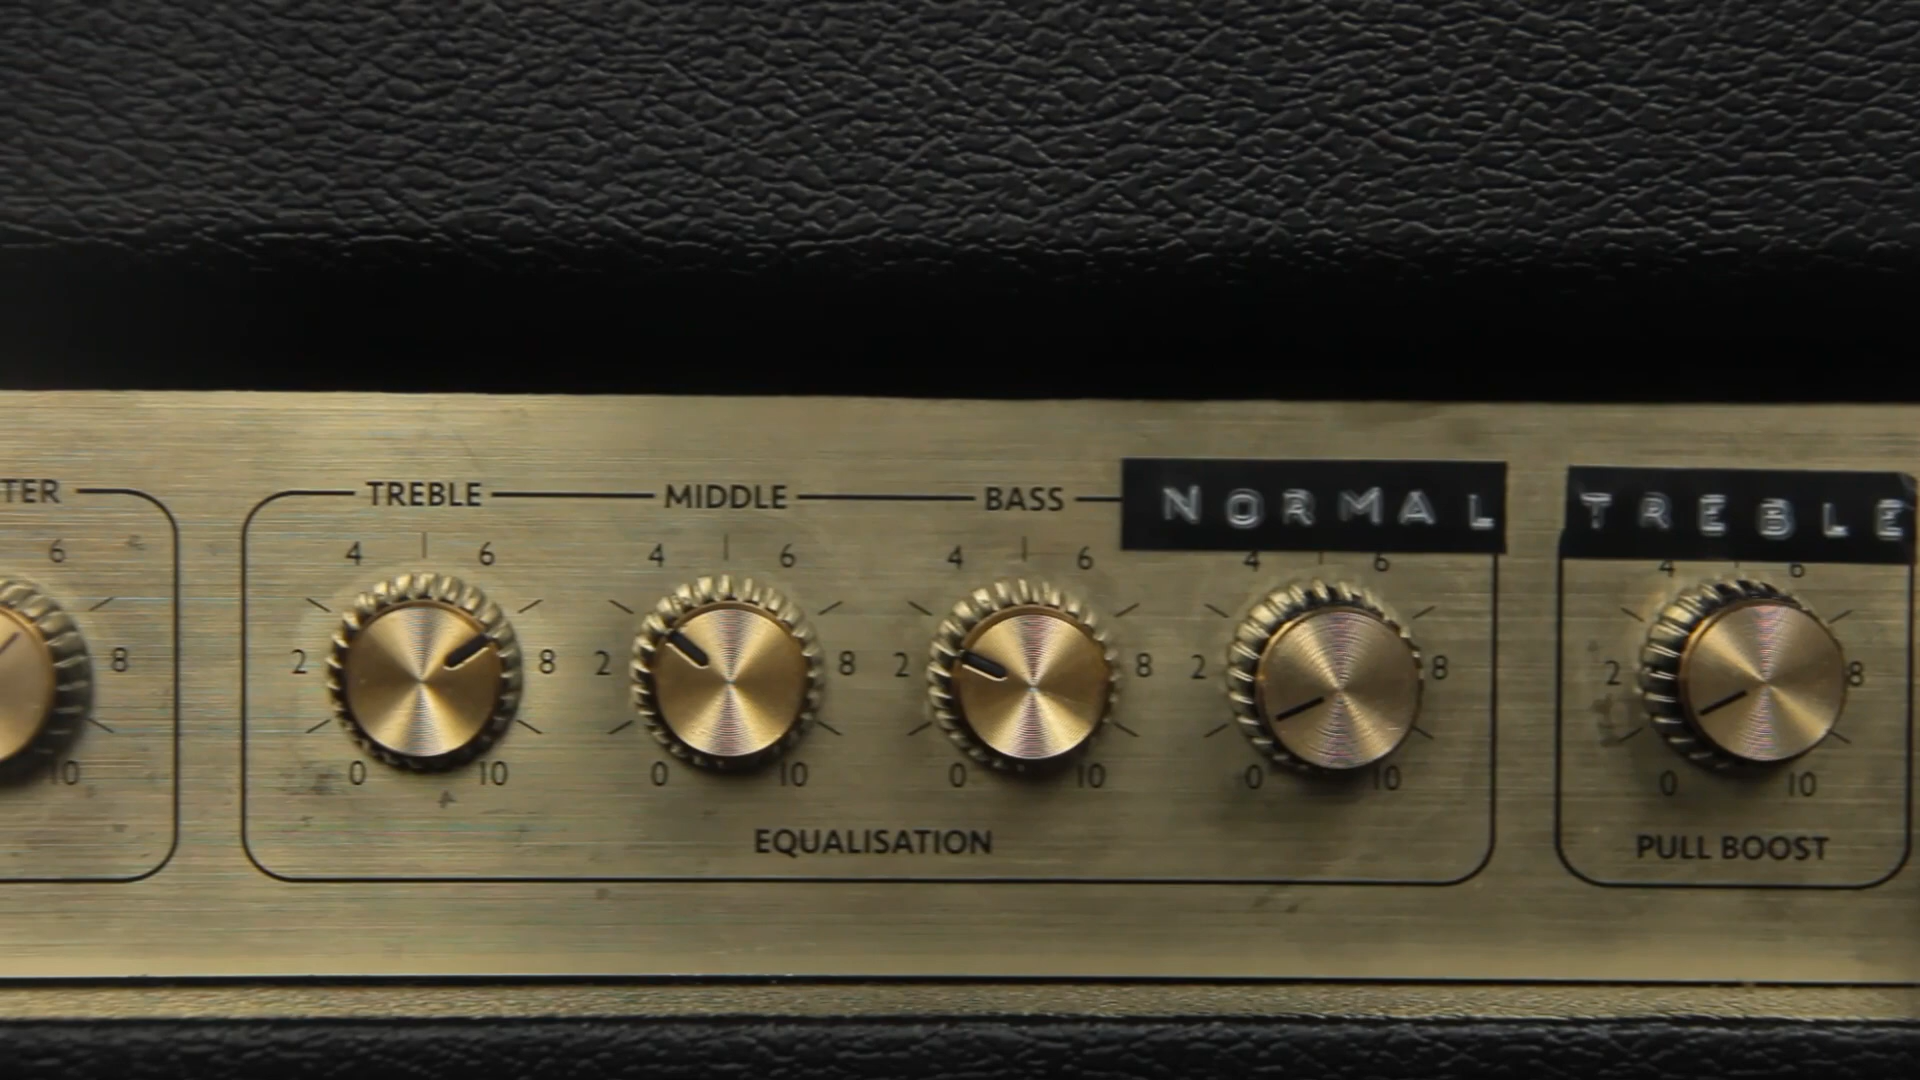 TER TREBLE MIDDLE BASS NORMAL TREBLE
6 4 6 4 6 4 6 4 6 4 6
8 2 8 2 8 2 8 2 8 2 8
10 0 10 0 10 0 10 0 10 0 10
EQUALISATION PULL BOOST